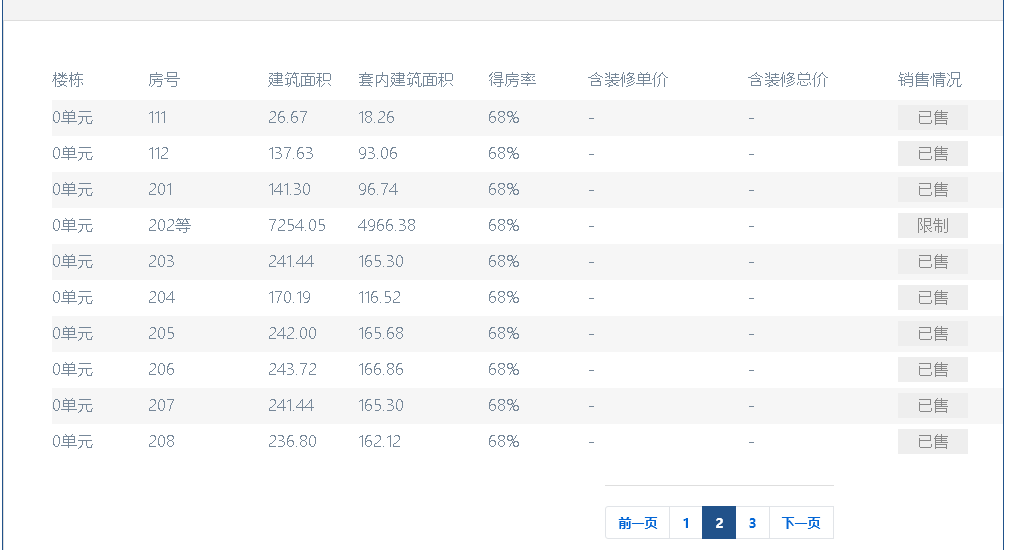 楼栋 房号 建筑面积 套内建筑面积 得房率 含装修单价 含装修总价 销售情况
0单元 111 26.67 18.26 68% - - 已售
0单元 112 137.63 93.06 68% - - 已售
0单元 201 141.30 96.74 68% - - 已售
0单元 202等 7254.05 4966.38 68% - - 限制
0单元 203 241.44 165.30 68% - - 已售
0单元 204 170.19 116.52 68% - - 已售
0单元 205 242.00 165.68 68% - - 已售
0单元 206 243.72 166.86 68% - - 已售
0单元 207 241.44 165.30 68% - - 已售
0单元 208 236.80 162.12 68% - - 已售
前一页 1 2 3 下一页